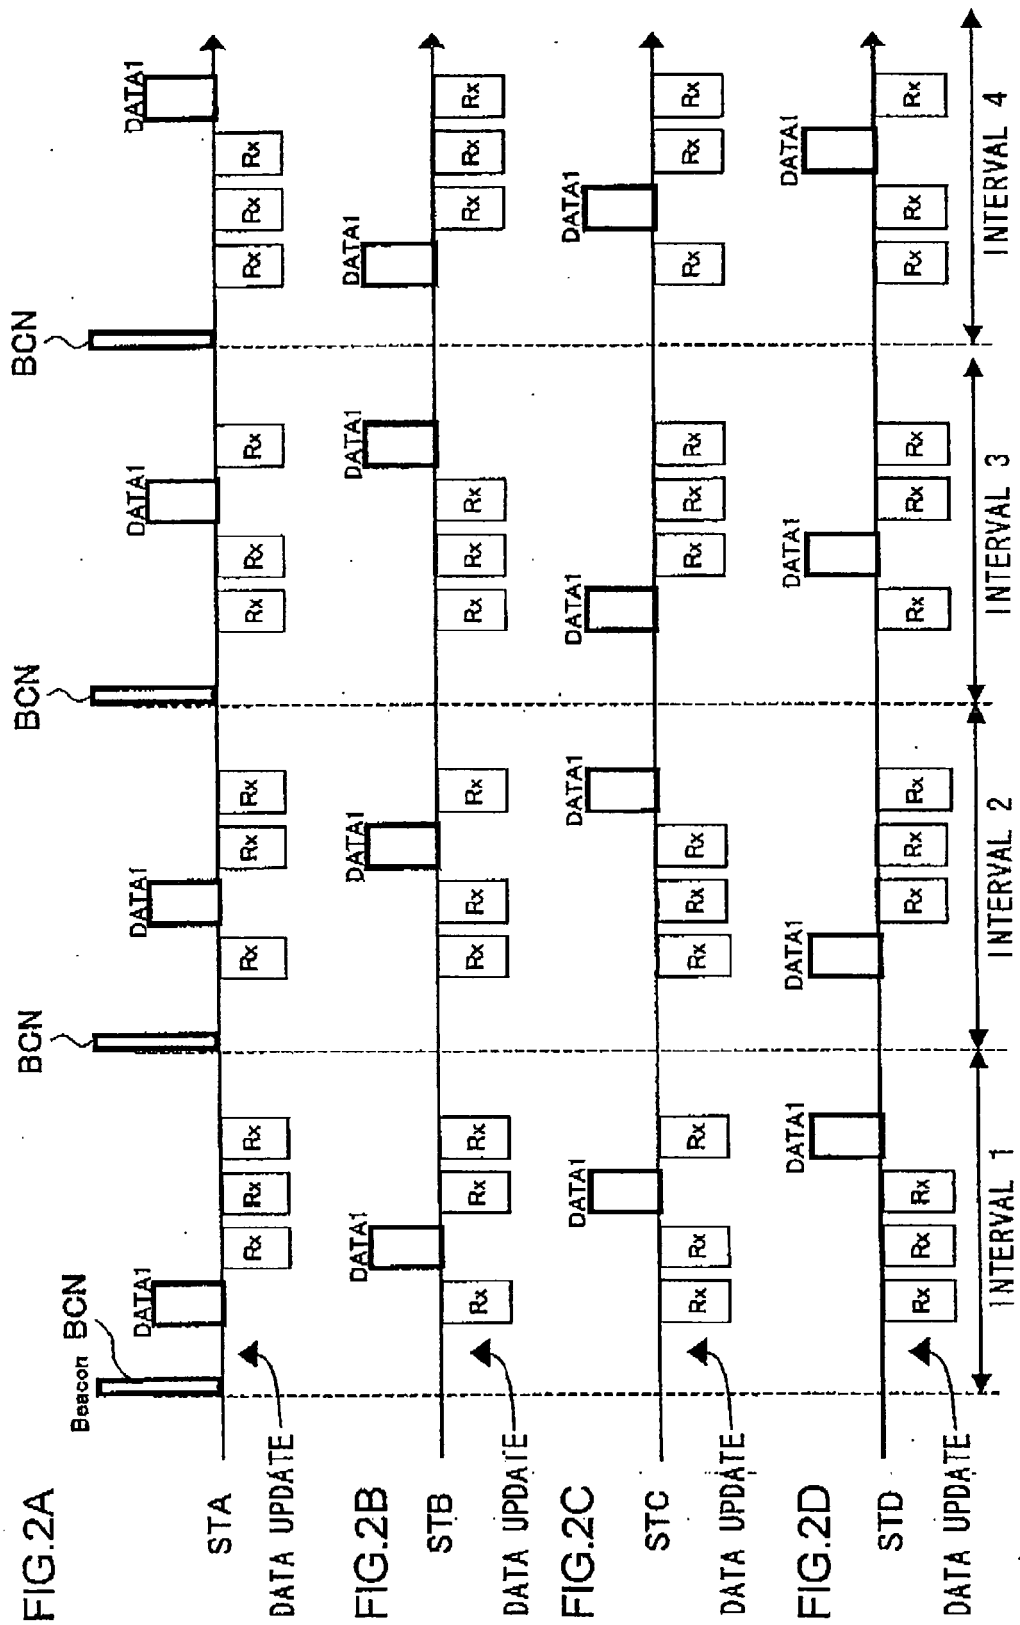 FIG.2A
Beacon BCN BCN BCN BCN
DATA1 DATA1 DATA1 DATA1
STA
Rx Rx Rx Rx Rx Rx Rx Rx Rx Rx Rx Rx
DATA UPDATE
FIG.2B
DATA1 DATA1 DATA1 DATA1
STB
Rx Rx Rx Rx Rx Rx Rx Rx Rx Rx Rx Rx
DATA UPDATE
FIG.2C
DATA1 DATA1 DATA1 DATA1
STC
Rx Rx Rx Rx Rx Rx Rx Rx Rx Rx Rx Rx
DATA UPDATE
FIG.2D
DATA1 DATA1 DATA1 DATA1
STD
Rx Rx Rx Rx Rx Rx Rx Rx Rx Rx Rx Rx
DATA UPDATE
INTERVAL 1 INTERVAL 2 INTERVAL 3 INTERVAL 4